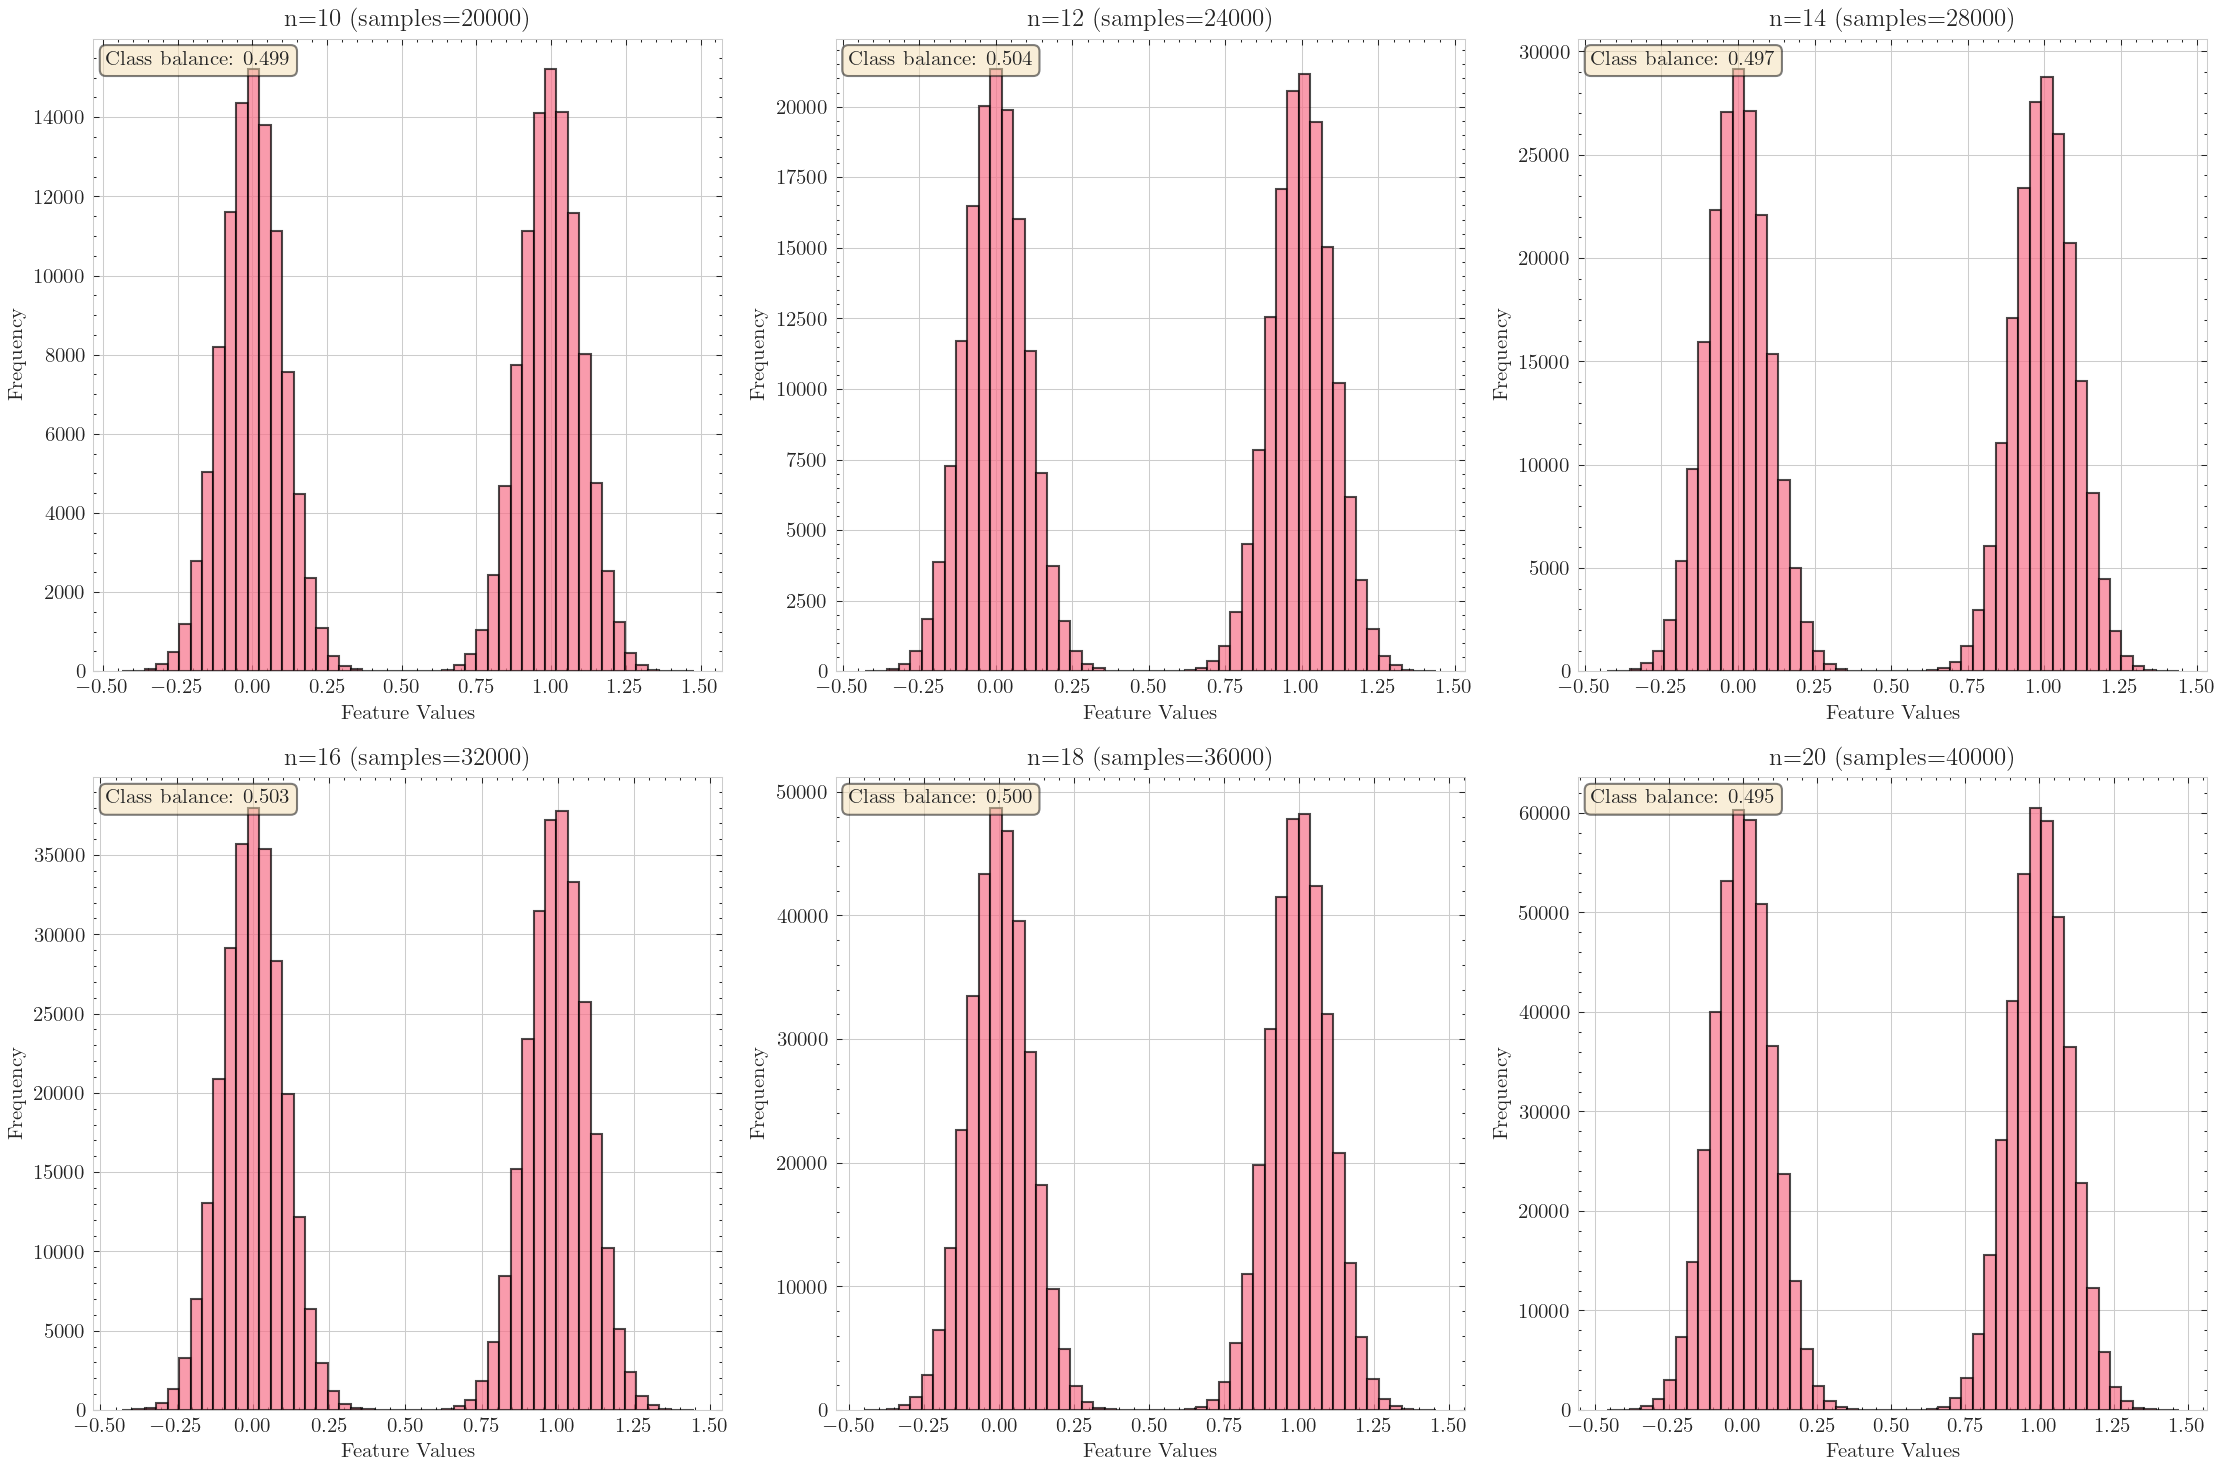 n=10 (samples=20000)
Class balance: 0.499
Frequency
14000
12000
10000
8000
6000
4000
2000
0
−0.50 −0.25 0.00 0.25 0.50 0.75 1.00 1.25 1.50
Feature Values
n=12 (samples=24000)
Class balance: 0.504
Frequency
20000
17500
15000
12500
10000
7500
5000
2500
0
−0.50 −0.25 0.00 0.25 0.50 0.75 1.00 1.25 1.50
Feature Values
n=14 (samples=28000)
Class balance: 0.497
Frequency
30000
25000
20000
15000
10000
5000
0
−0.50 −0.25 0.00 0.25 0.50 0.75 1.00 1.25 1.50
Feature Values
n=16 (samples=32000)
Class balance: 0.503
Frequency
35000
30000
25000
20000
15000
10000
5000
0
−0.50 −0.25 0.00 0.25 0.50 0.75 1.00 1.25 1.50
Feature Values
n=18 (samples=36000)
Class balance: 0.500
Frequency
50000
40000
30000
20000
10000
0
−0.50 −0.25 0.00 0.25 0.50 0.75 1.00 1.25 1.50
Feature Values
n=20 (samples=40000)
Class balance: 0.495
Frequency
60000
50000
40000
30000
20000
10000
0
−0.50 −0.25 0.00 0.25 0.50 0.75 1.00 1.25 1.50
Feature Values